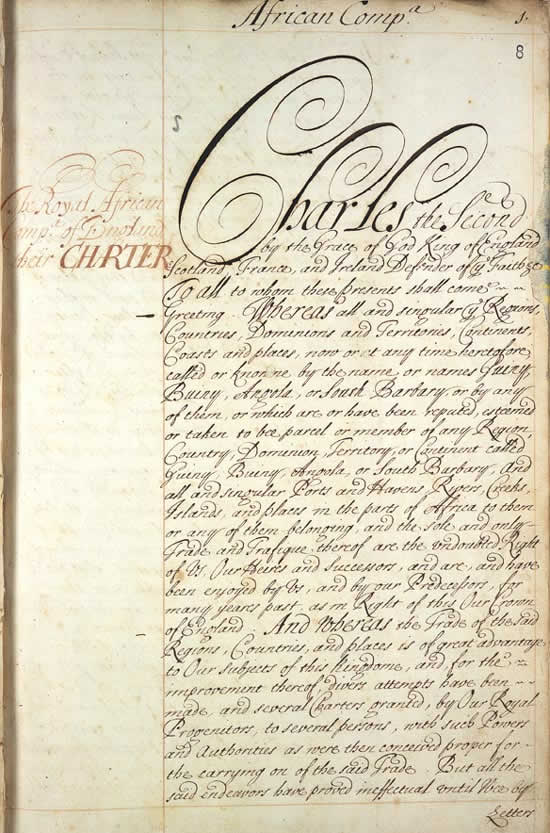 African Comp.ª
1.
8
2
The Royal African
Comp.ª of England
their CHARTER
Charles the Second
by the Grace of God King of England
Scotland, France, and Ireland Defender of yᵉ Faith &c
To all to whom these presents shall come
Greeting. Whereas all and singular yᵉ Regions,
Countries, Dominions and Territories, Continents,
Coasts and places, now or at any time heretofore
called or knowne by the name, or names Guiny,
Buiny, Angola, or South Barbary, or by any
of them, or which are or have been reputed, esteemed
or taken to bee parcel or member of any Region,
Country, Dominion, Territory, or Continent called
Guiny, Buiny, Angola, or South Barbary, and
all and singular Ports and Havens, Rivers, Creeks,
Islands, and places in the parts of Affrica to them
or any of them belonging, and the sole and only
Trade and Trafique thereof are the vndoubted Right
of Vs, Our Heires and Successors, and are, and have
been enjoyed by Vs, and by our Predecessors, for
many years past, as in Right of this Our Crown
of England. And Whereas the Trade of the said
Regions, Countries, and places is of great advantage
to Our Subjects of this Kingdome, and, for the
improvement thereof, divers attempts have been
made, and several Charters granted, by Our Royal
Progenitors, to several persons, with such Powers
and Authorities as were then conceived proper for
the carrying on of the said Trade. But all the
said endeavors have proved ineffectual vntil Wee by
Letters